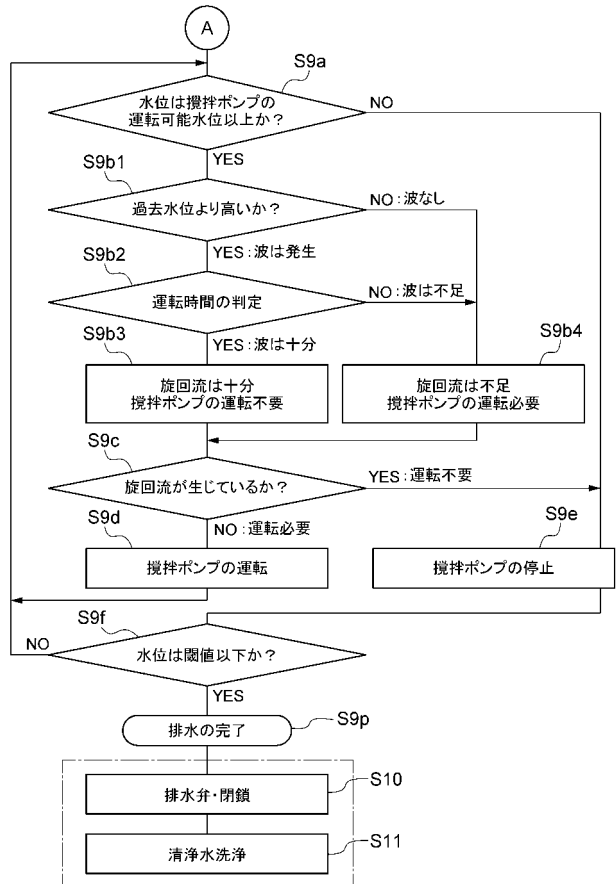 A
S9a
水位は攪拌ポンプの
運転可能水位以上か？
NO
YES
S9b1
過去水位より高いか？
NO：波なし
YES：波は発生
S9b2
運転時間の判定
NO：波は不足
YES：波は十分
S9b3
旋回流は十分
攪拌ポンプの運転不要
S9b4
旋回流は不足
攪拌ポンプの運転必要
S9c
旋回流が生じているか？
YES：運転不要
NO：運転必要
S9d
攪拌ポンプの運転
S9e
攪拌ポンプの停止
S9f
NO
水位は閾値以下か？
YES
排水の完了
S9p
排水弁・閉鎖
S10
清浄水洗浄
S11